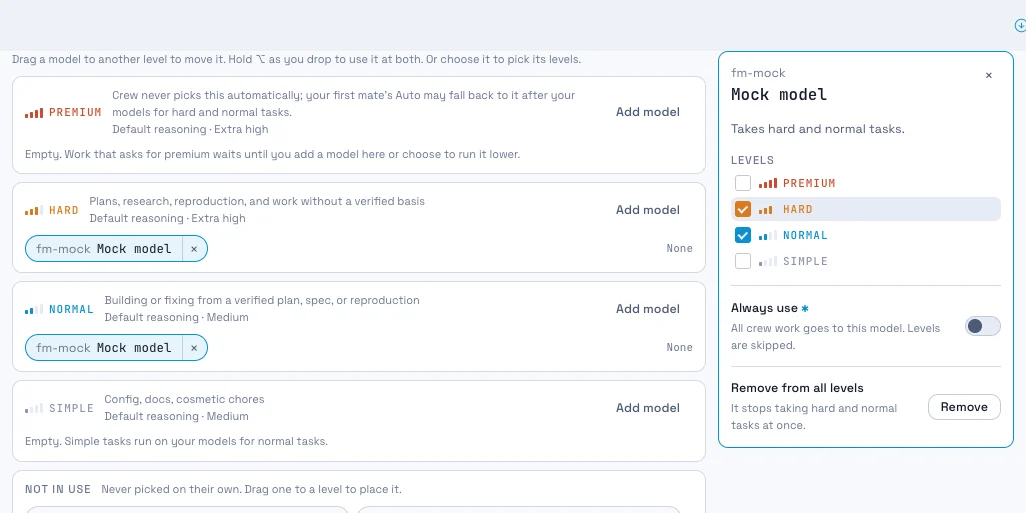 Drag a model to another level to move it. Hold ⌥ as you drop to use it at both. Or choose it to pick its levels.
PREMIUM
Crew never picks this automatically; your first mate's Auto may fall back to it after your
models for hard and normal tasks.
Default reasoning · Extra high
Add model
Empty. Work that asks for premium waits until you add a model here or choose to run it lower.
HARD
Plans, research, reproduction, and work without a verified basis
Default reasoning · Extra high
Add model
fm-mock Mock model ×
None
NORMAL
Building or fixing from a verified plan, spec, or reproduction
Default reasoning · Medium
Add model
fm-mock Mock model ×
None
SIMPLE
Config, docs, cosmetic chores
Default reasoning · Medium
Add model
Empty. Simple tasks run on your models for normal tasks.
NOT IN USE Never picked on their own. Drag one to a level to place it.
fm-mock ×
Mock model
Takes hard and normal tasks.
LEVELS
PREMIUM
HARD
NORMAL
SIMPLE
Always use *
All crew work goes to this model. Levels
are skipped.
Remove from all levels
It stops taking hard and normal
tasks at once.
Remove